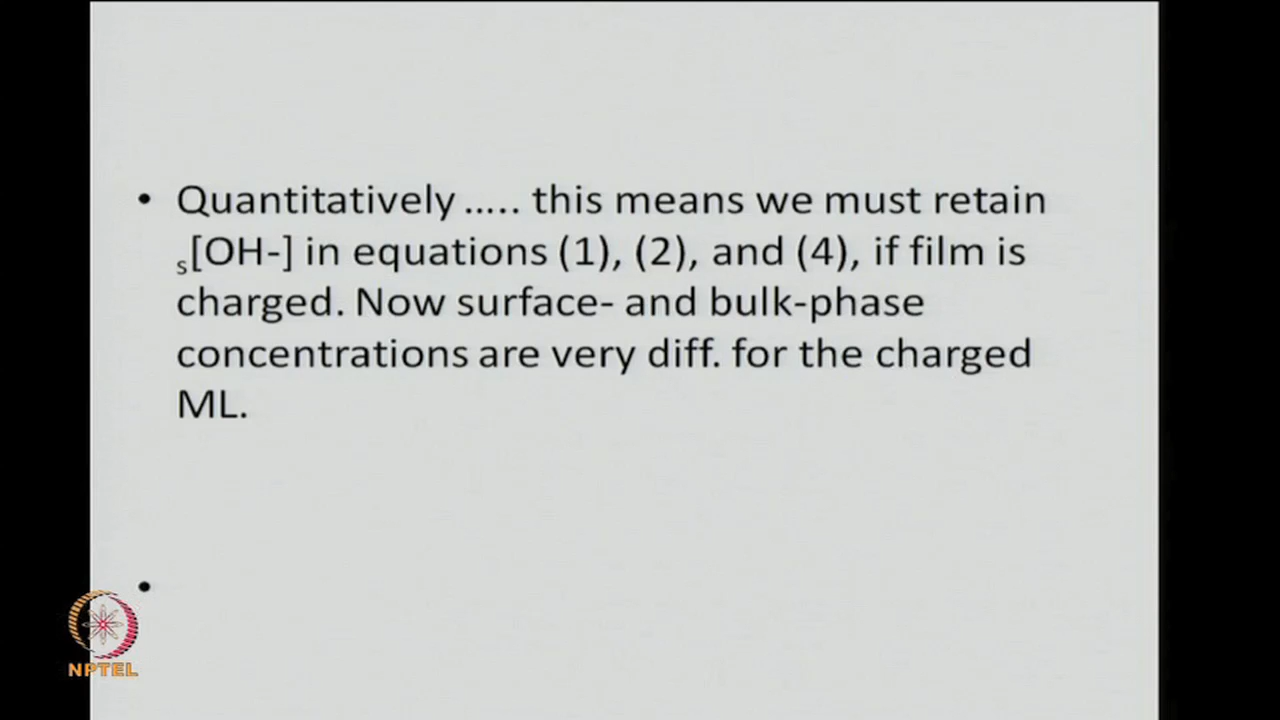 • Quantitatively ..... this means we must retain
s[OH-] in equations (1), (2), and (4), if film is
charged. Now surface- and bulk-phase
concentrations are very diff. for the charged
ML.
•
NPTEL